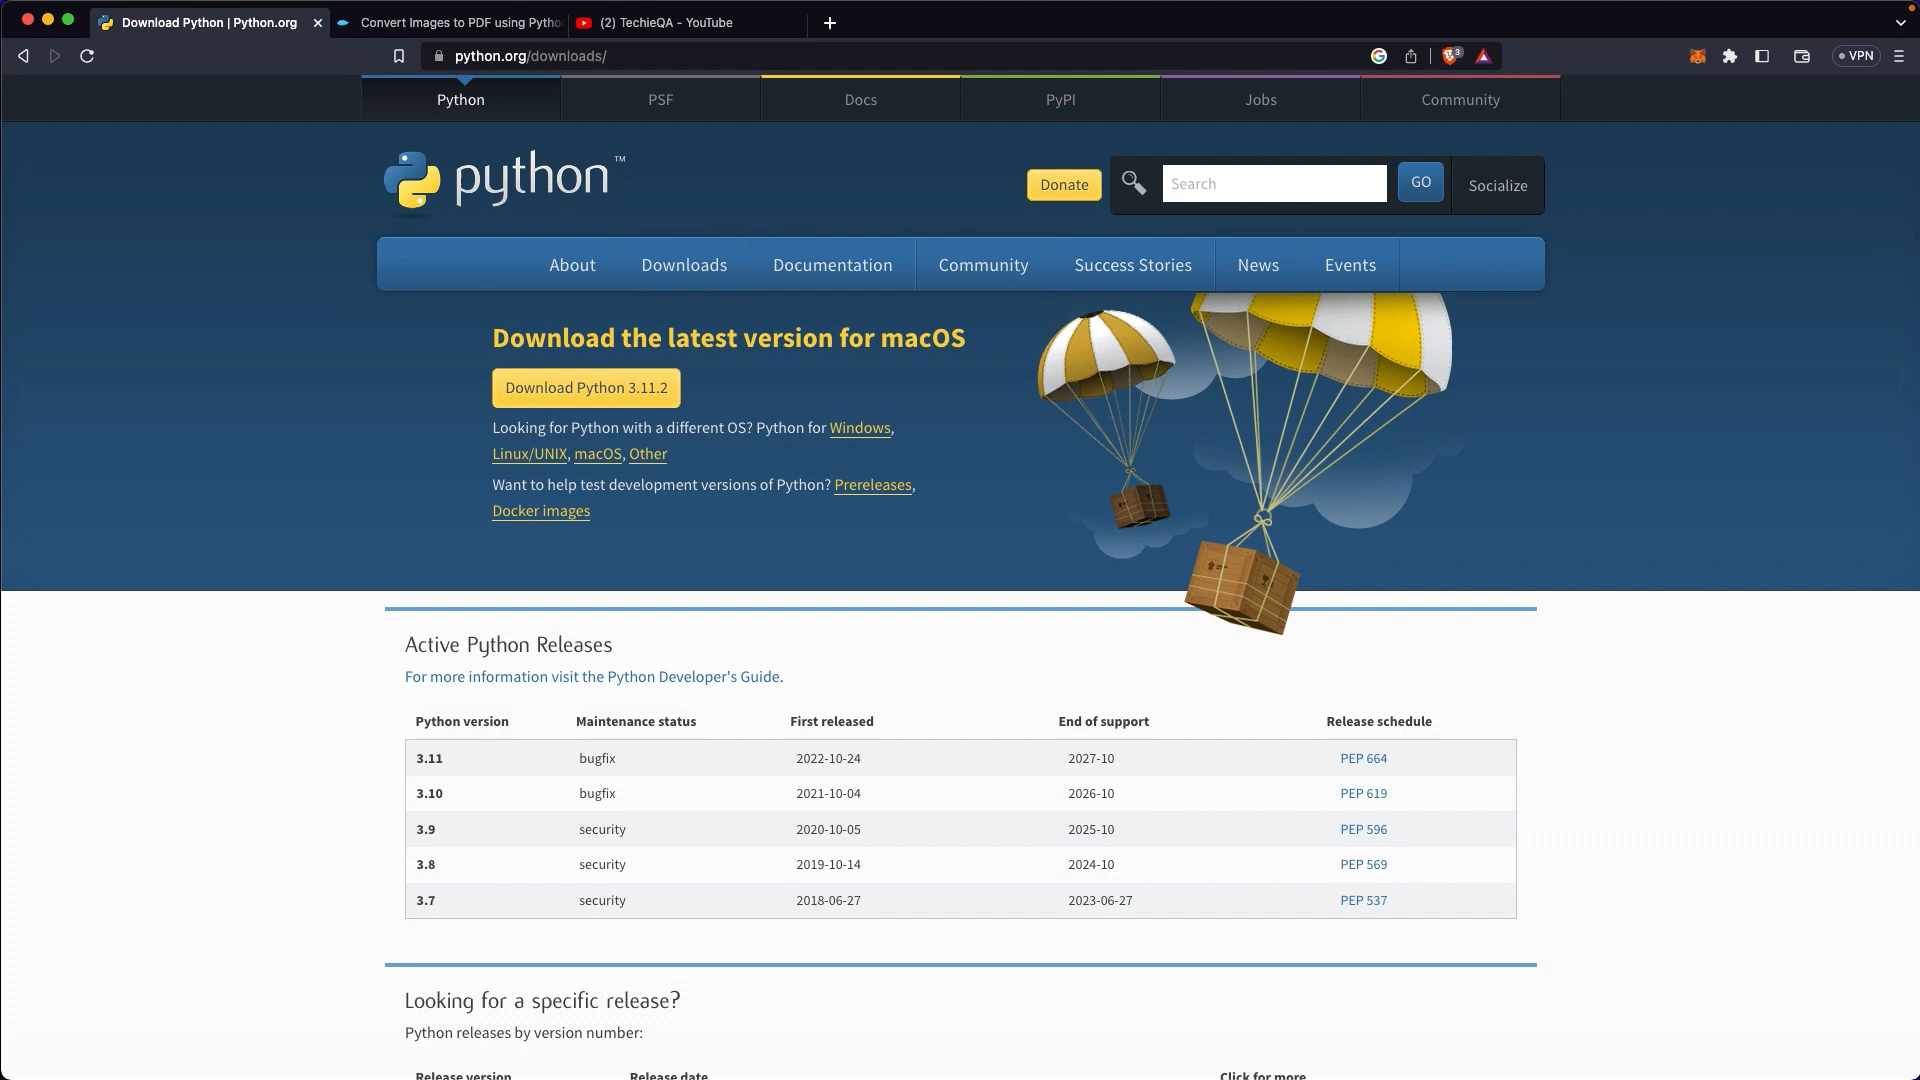 Download Python | Python.org
Convert Images to PDF using Pytho
(2) TechieQA - YouTube
python.org/downloads/
3
VPN
Python
PSF
Docs
PyPI
Jobs
Community
python™
Donate
Search
GO
Socialize
About
Downloads
Documentation
Community
Success Stories
News
Events
Download the latest version for macOS
Download Python 3.11.2
Looking for Python with a different OS? Python for Windows,
Linux/UNIX, macOS, Other
Want to help test development versions of Python? Prereleases,
Docker images
Active Python Releases
For more information visit the Python Developer's Guide.
Python version Maintenance status First released End of support Release schedule
3.11 bugfix 2022-10-24 2027-10 PEP 664
3.10 bugfix 2021-10-04 2026-10 PEP 619
3.9 security 2020-10-05 2025-10 PEP 596
3.8 security 2019-10-14 2024-10 PEP 569
3.7 security 2018-06-27 2023-06-27 PEP 537
Looking for a specific release?
Python releases by version number:
Release version Release date Click for more